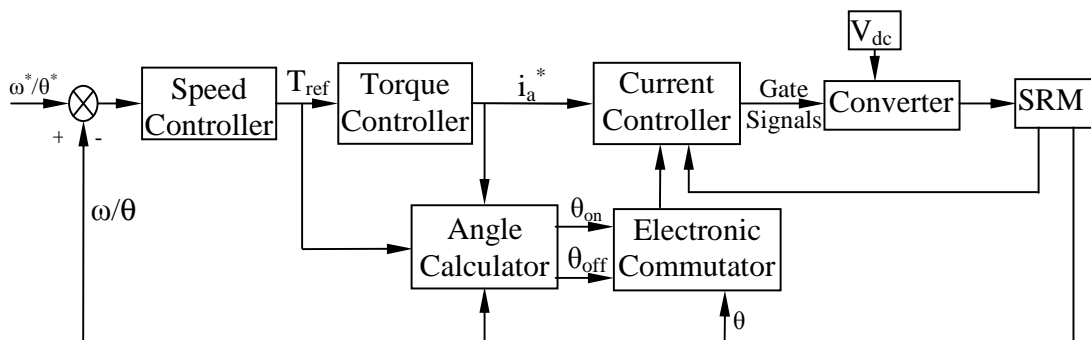 V_dc
ω*/θ*
+
-
Speed
Controller
T_ref
Torque
Controller
i_a*
Current
Controller
Gate
Signals
Converter
SRM
ω/θ
Angle
Calculator
θ_on
θ_off
Electronic
Commutator
θ